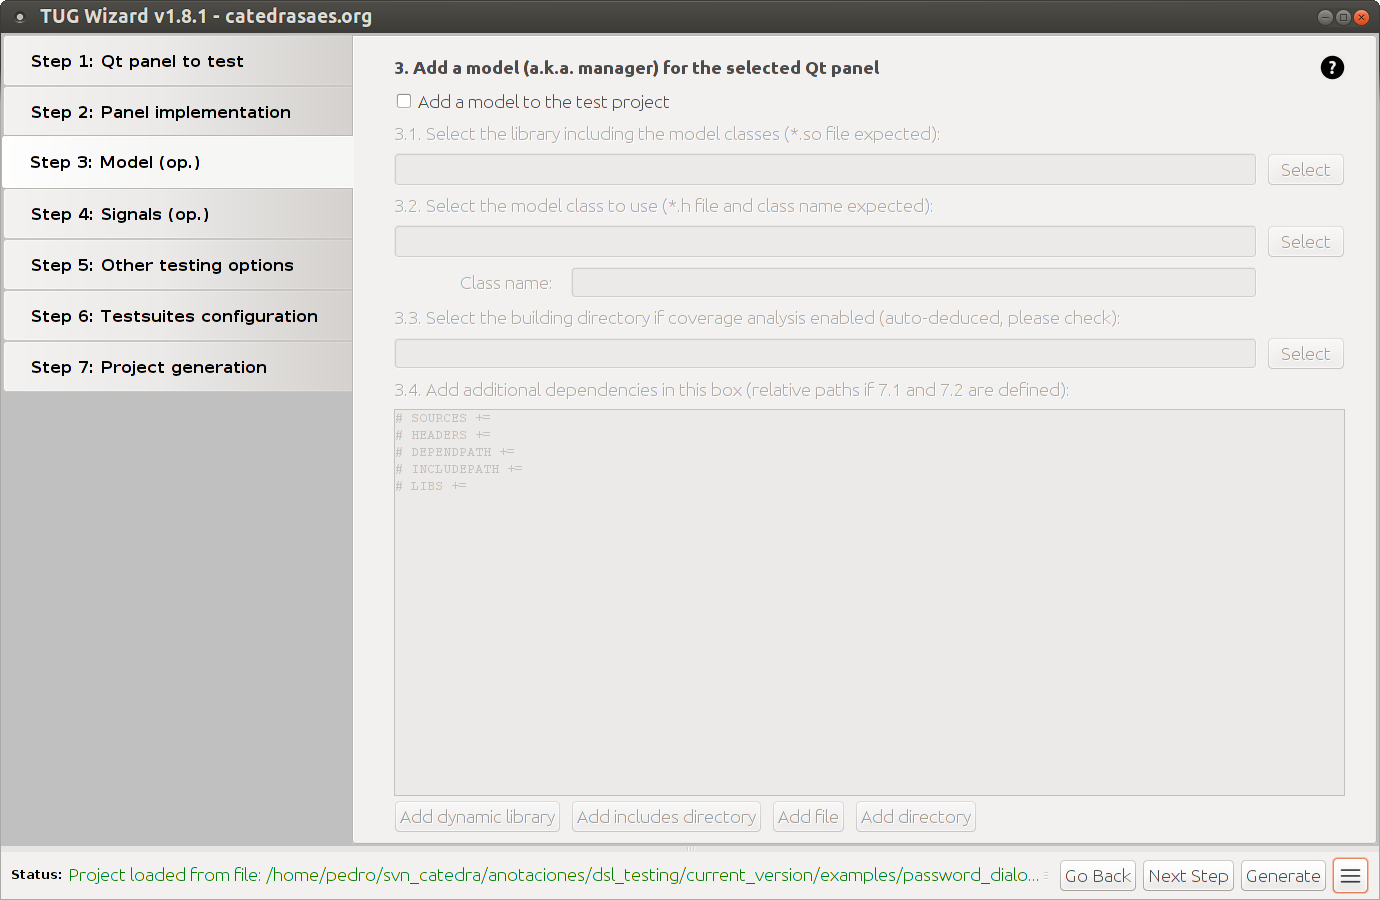 TUG Wizard v1.8.1 - catedrasaes.org
Step 1: Qt panel to test
Step 2: Panel implementation
Step 3: Model (op.)
Step 4: Signals (op.)
Step 5: Other testing options
Step 6: Testsuites configuration
Step 7: Project generation
3. Add a model (a.k.a. manager) for the selected Qt panel
?
Add a model to the test project
3.1. Select the library including the model classes (*.so file expected):
Select
3.2. Select the model class to use (*.h file and class name expected):
Select
Class name:
3.3. Select the building directory if coverage analysis enabled (auto-deduced, please check):
Select
3.4. Add additional dependencies in this box (relative paths if 7.1 and 7.2 are defined):
# SOURCES +=
# HEADERS +=
# DEPENDPATH +=
# INCLUDEPATH +=
# LIBS +=
Add dynamic library Add includes directory Add file Add directory
Status: Project loaded from file: /home/pedro/svn_catedra/anotaciones/dsl_testing/current_version/examples/password_dialo... Go Back Next Step Generate